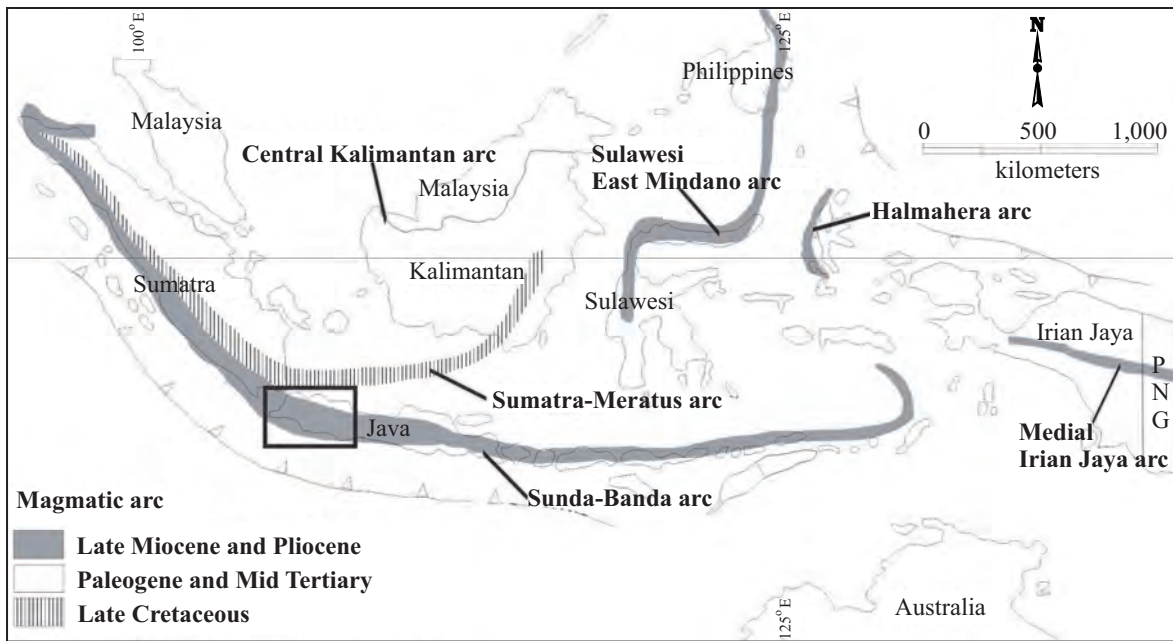 100° E
125° E
N
Philippines
Malaysia
0 500 1,000
kilometers
Central Kalimantan arc
Sulawesi
East Mindano arc
Malaysia
Halmahera arc
Kalimantan
Sumatra
Sulawesi
Irian Jaya
PNG
Sumatra-Meratus arc
Java
Medial
Irian Jaya arc
Sunda-Banda arc
Magmatic arc
Late Miocene and Pliocene
Paleogene and Mid Tertiary
Late Cretaceous
125° E
Australia